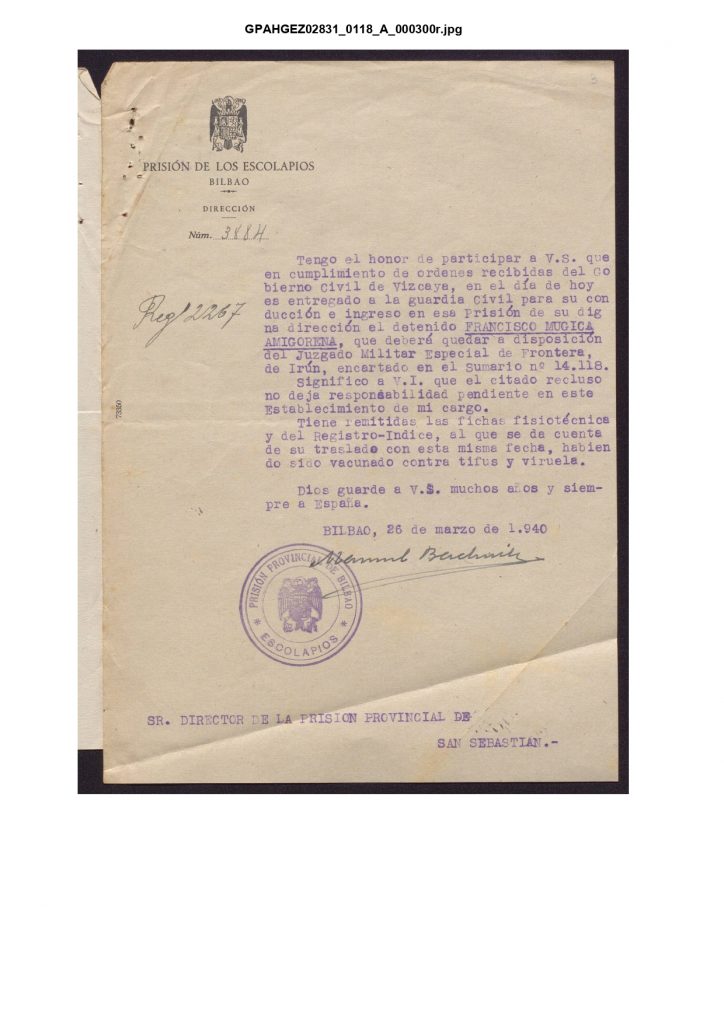 GPAHGEZ02831_0118_A_000300r.jpg
3
PRISIÓN DE LOS ESCOLAPIOS
BILBAO
DIRECCIÓN
Núm. 3884
Reg/2267
73350
Tengo el honor de participar a V.S. que
en cumplimiento de ordenes recibidas del Go
bierno Civil de Vizcaya, en el día de hoy
es entregado a la guardia Civil para su con
ducción e ingreso en esa Prisión de su dig
na dirección el detenido FRANCISCO MUGICA
AMIGORENA, que deberá quedar a disposición
del Juzgado Militar Especial de Frontera,
de Irún, encartado en el Sumario nº 14.118.
Significo a V.I. que el citado recluso
no deja responsabilidad pendiente en este
Establecimiento de mi cargo.
Tiene remitidas las fichas fisiotécnica
y del Registro-Indice, al que se da cuenta
de su traslado con esta misma fecha, habien
do sido vacunado contra tifus y viruela.
Dios guarde a V.S. muchos años y siem-
pre a España.
BILBAO, 26 de marzo de 1.940
Manuel
PRISIÓN PROVINCIAL DE BILBAO
* ESCOLAPIOS *
SR. DIRECTOR DE LA PRISION PROVINCIAL DE
SAN SEBASTIAN.-